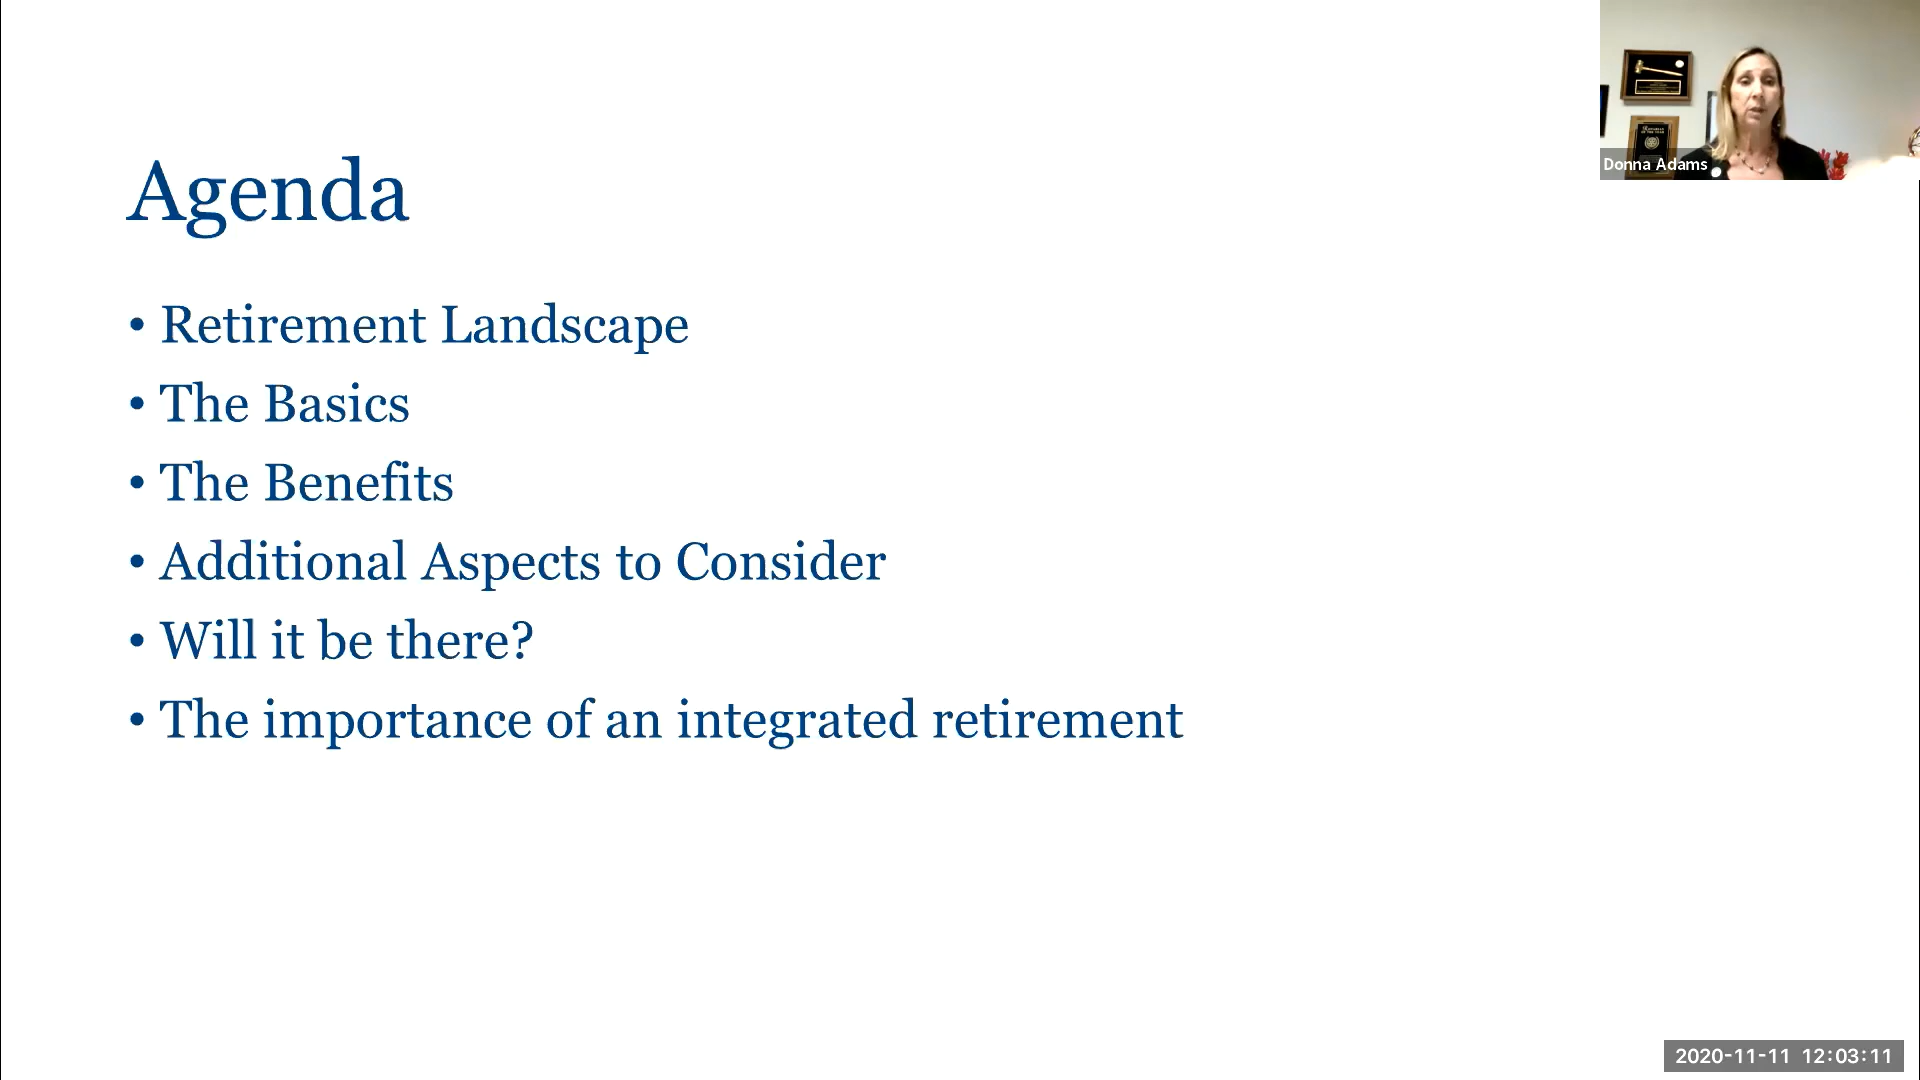 Agenda
• Retirement Landscape
• The Basics
• The Benefits
• Additional Aspects to Consider
• Will it be there?
• The importance of an integrated retirement
Donna Adams
2020-11-11 12:03:11